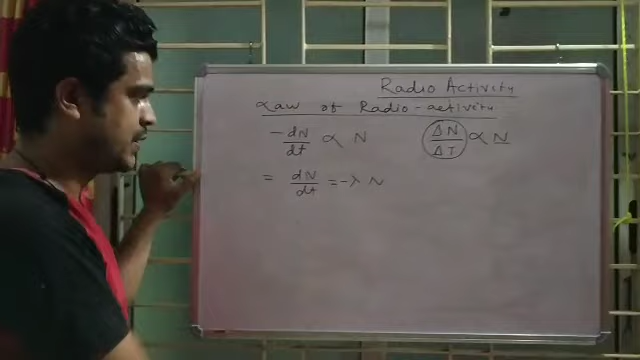 Radio Activity
Law of Radio-activity
-dN/dt ∝ N
ΔN/ΔT ∝ N
= dN/dt = -λ N